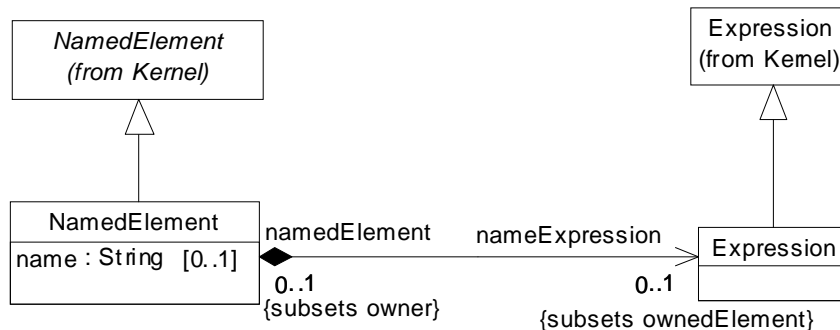 NamedElement
(from Kernel)
Expression
(from Kernel)
NamedElement
name : String [0..1]
namedElement
nameExpression
0..1
{subsets owner}
0..1
{subsets ownedElement}
Expression